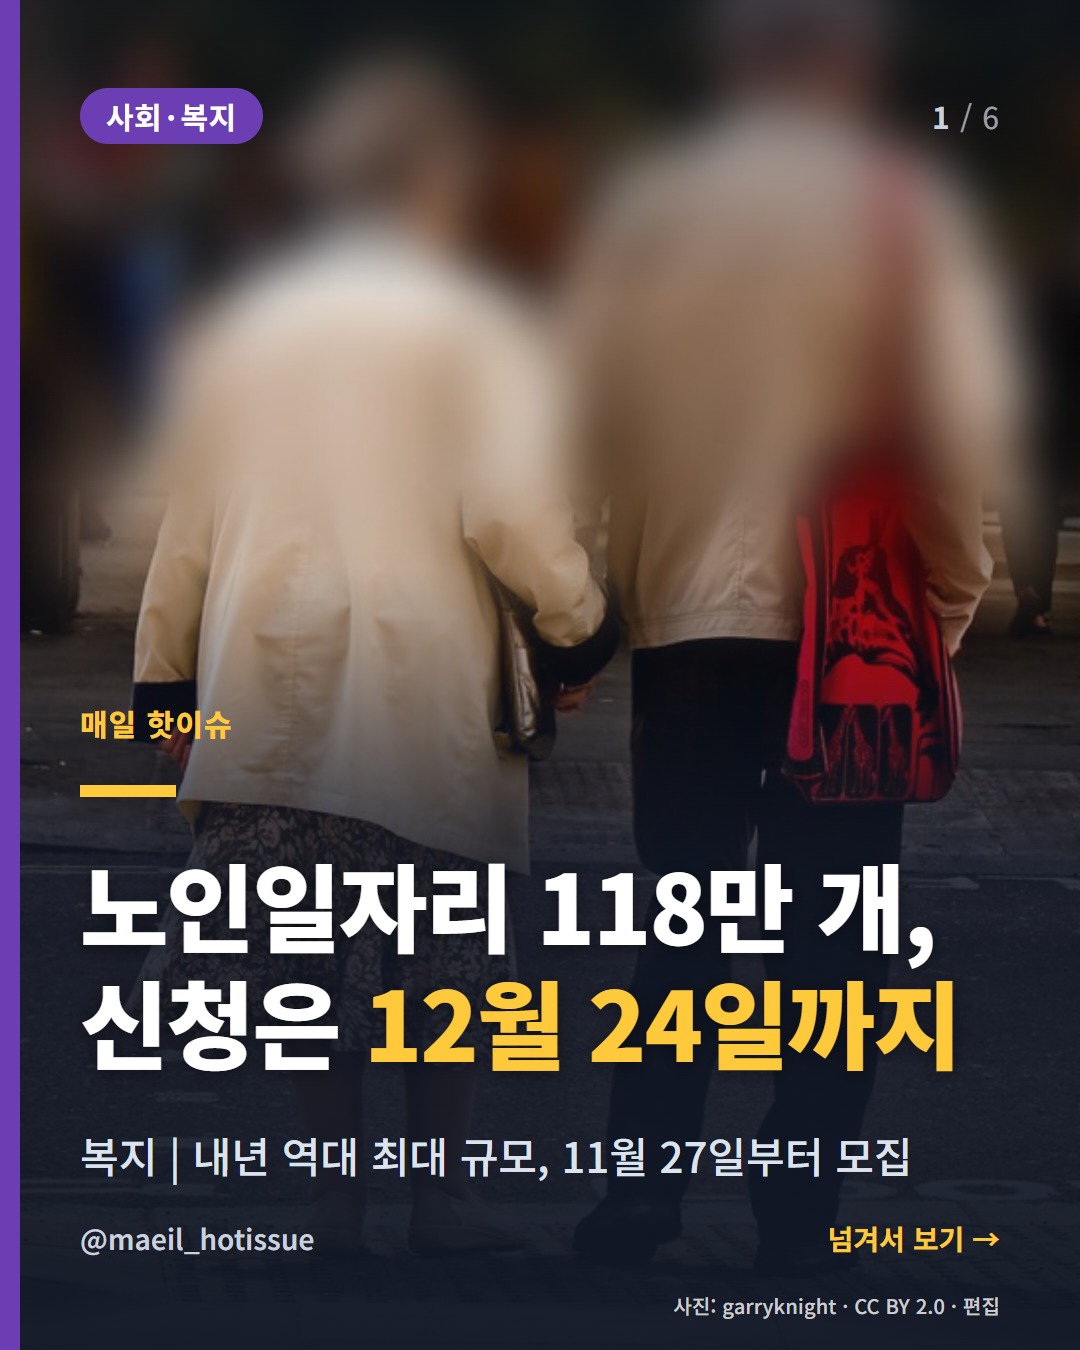 사회·복지
1 / 6
매일 핫이슈
노인일자리 118만 개,
신청은 12월 24일까지
복지 | 내년 역대 최대 규모, 11월 27일부터 모집
@maeil_hotissue
넘겨서 보기 →
사진: garryknight · CC BY 2.0 · 편집